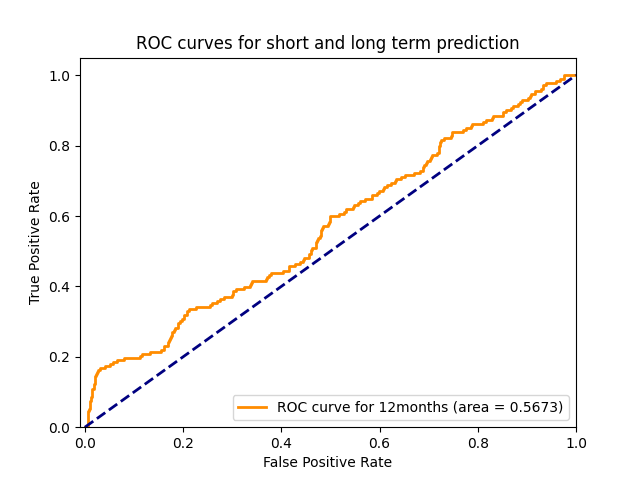 ROC curves for short and long term prediction
True Positive Rate
1.0
0.8
0.6
0.4
0.2
0.0
ROC curve for 12months (area = 0.5673)
0.0 0.2 0.4 0.6 0.8 1.0
False Positive Rate